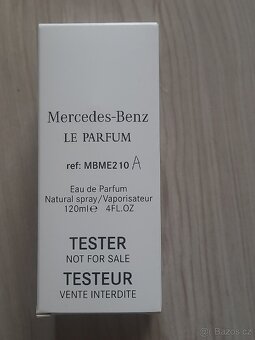 Mercedes-Benz
LE PARFUM
ref: MBME210 A
Eau de Parfum
Natural spray/Vaporisateur
120ml e 4FL.OZ
TESTER
NOT FOR SALE
TESTEUR
VENTE INTERDITE
Bazos.cz